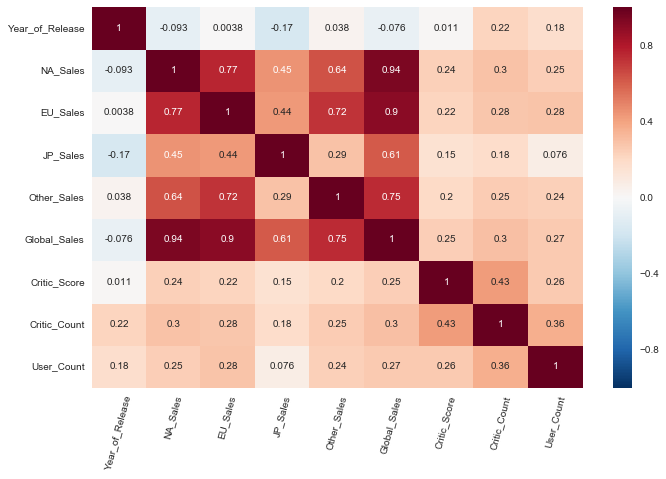 Year_of_Release 1 -0.093 0.0038 -0.17 0.038 -0.076 0.011 0.22 0.18
NA_Sales -0.093 1 0.77 0.45 0.64 0.94 0.24 0.3 0.25
EU_Sales 0.0038 0.77 1 0.44 0.72 0.9 0.22 0.28 0.28
JP_Sales -0.17 0.45 0.44 1 0.29 0.61 0.15 0.18 0.076
Other_Sales 0.038 0.64 0.72 0.29 1 0.75 0.2 0.25 0.24
Global_Sales -0.076 0.94 0.9 0.61 0.75 1 0.25 0.3 0.27
Critic_Score 0.011 0.24 0.22 0.15 0.2 0.25 1 0.43 0.26
Critic_Count 0.22 0.3 0.28 0.18 0.25 0.3 0.43 1 0.36
User_Count 0.18 0.25 0.28 0.076 0.24 0.27 0.26 0.36 1
Year_of_Release NA_Sales EU_Sales JP_Sales Other_Sales Global_Sales Critic_Score Critic_Count User_Count
0.8
0.4
0.0
−0.4
−0.8